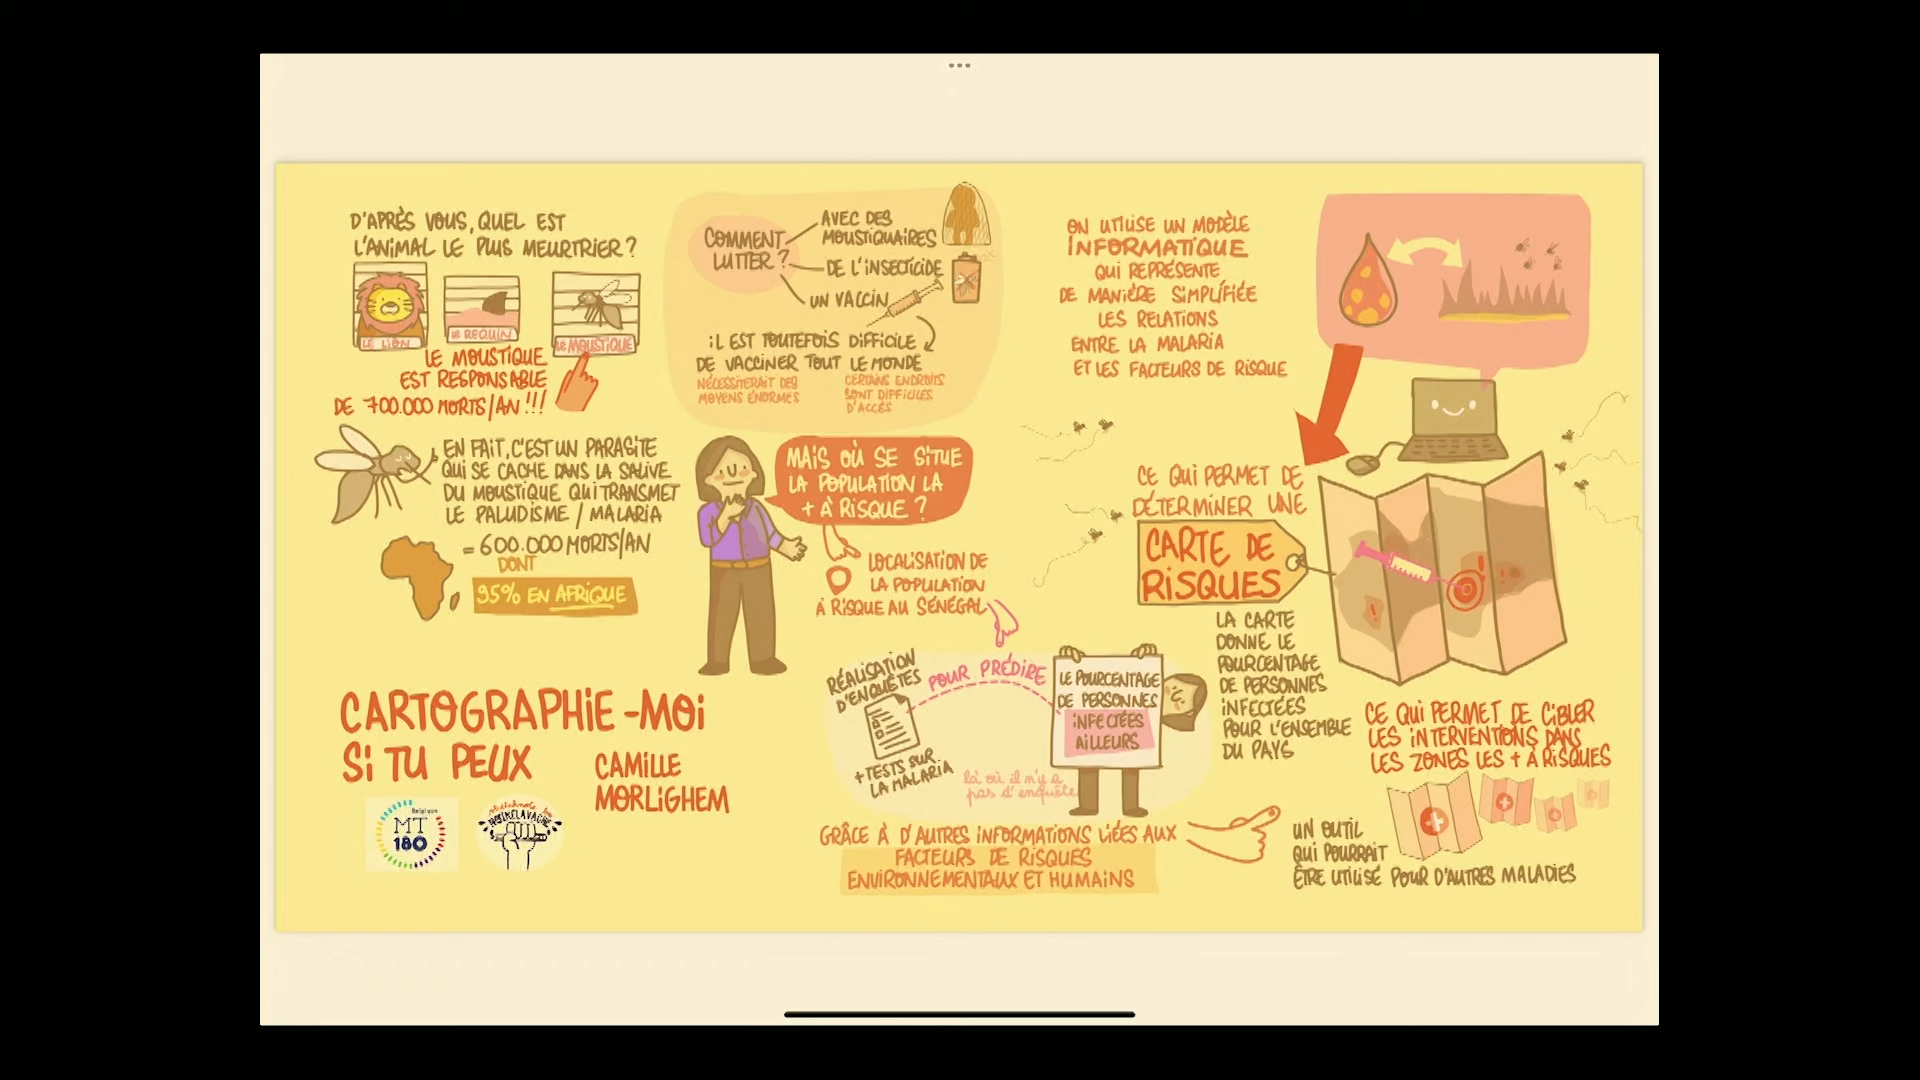 D'APRÈS VOUS, QUEL EST
L'ANIMAL LE PLUS MEURTRIER ?
LE LION
LE REQUIN
LE MOUSTIQUE
LE MOUSTIQUE
EST RESPONSABLE
DE 700.000 MORTS/AN !!!
EN FAIT, C'EST UN PARASITE
QUI SE CACHE DANS LA SALIVE
DU MOUSTIQUE QUI TRANSMET
LE PALUDISME / MALARIA
= 600.000 MORTS/AN
DONT
95% EN AFRIQUE
CARTOGRAPHIE-MOI
SI TU PEUX
CAMILLE
MORLIGHEM
Belgique
MT
180
COMMENT
LUTTER ?
AVEC DES
MOUSTIQUAIRES
DE L'INSECTICIDE
UN VACCIN
IL EST TOUTEFOIS DIFFICILE
DE VACCINER TOUT LE MONDE
NÉCESSITERAIT DES
MOYENS ÉNORMES
CERTAINS ENDROITS
SONT DIFFICILES
D'ACCÈS
MAIS OÙ SE SITUE
LA POPULATION LA
+ À RISQUE ?
LOCALISATION DE
LA POPULATION
À RISQUE AU SÉNÉGAL
RÉALISATION
D'ENQUÊTES
+ TESTS SUR
LA MALARIA
POUR PRÉDIRE
LE POURCENTAGE
DE PERSONNES
INFECTÉES
AILLEURS
là où il n'y a
pas d'enquête
GRÂCE À D'AUTRES INFORMATIONS LIÉES AUX
FACTEURS DE RISQUES
ENVIRONNEMENTAUX ET HUMAINS
ON UTILISE UN MODÈLE
INFORMATIQUE
QUI REPRÉSENTE
DE MANIÈRE SIMPLIFIÉE
LES RELATIONS
ENTRE LA MALARIA
ET LES FACTEURS DE RISQUE
CE QUI PERMET DE
DÉTERMINER UNE
CARTE DE
RISQUES
LA CARTE
DONNE LE
POURCENTAGE
DE PERSONNES
INFECTÉES
POUR L'ENSEMBLE
DU PAYS
CE QUI PERMET DE CIBLER
LES INTERVENTIONS DANS
LES ZONES LES + À RISQUES
UN OUTIL
QUI POURRAIT
ÊTRE UTILISÉ POUR D'AUTRES MALADIES